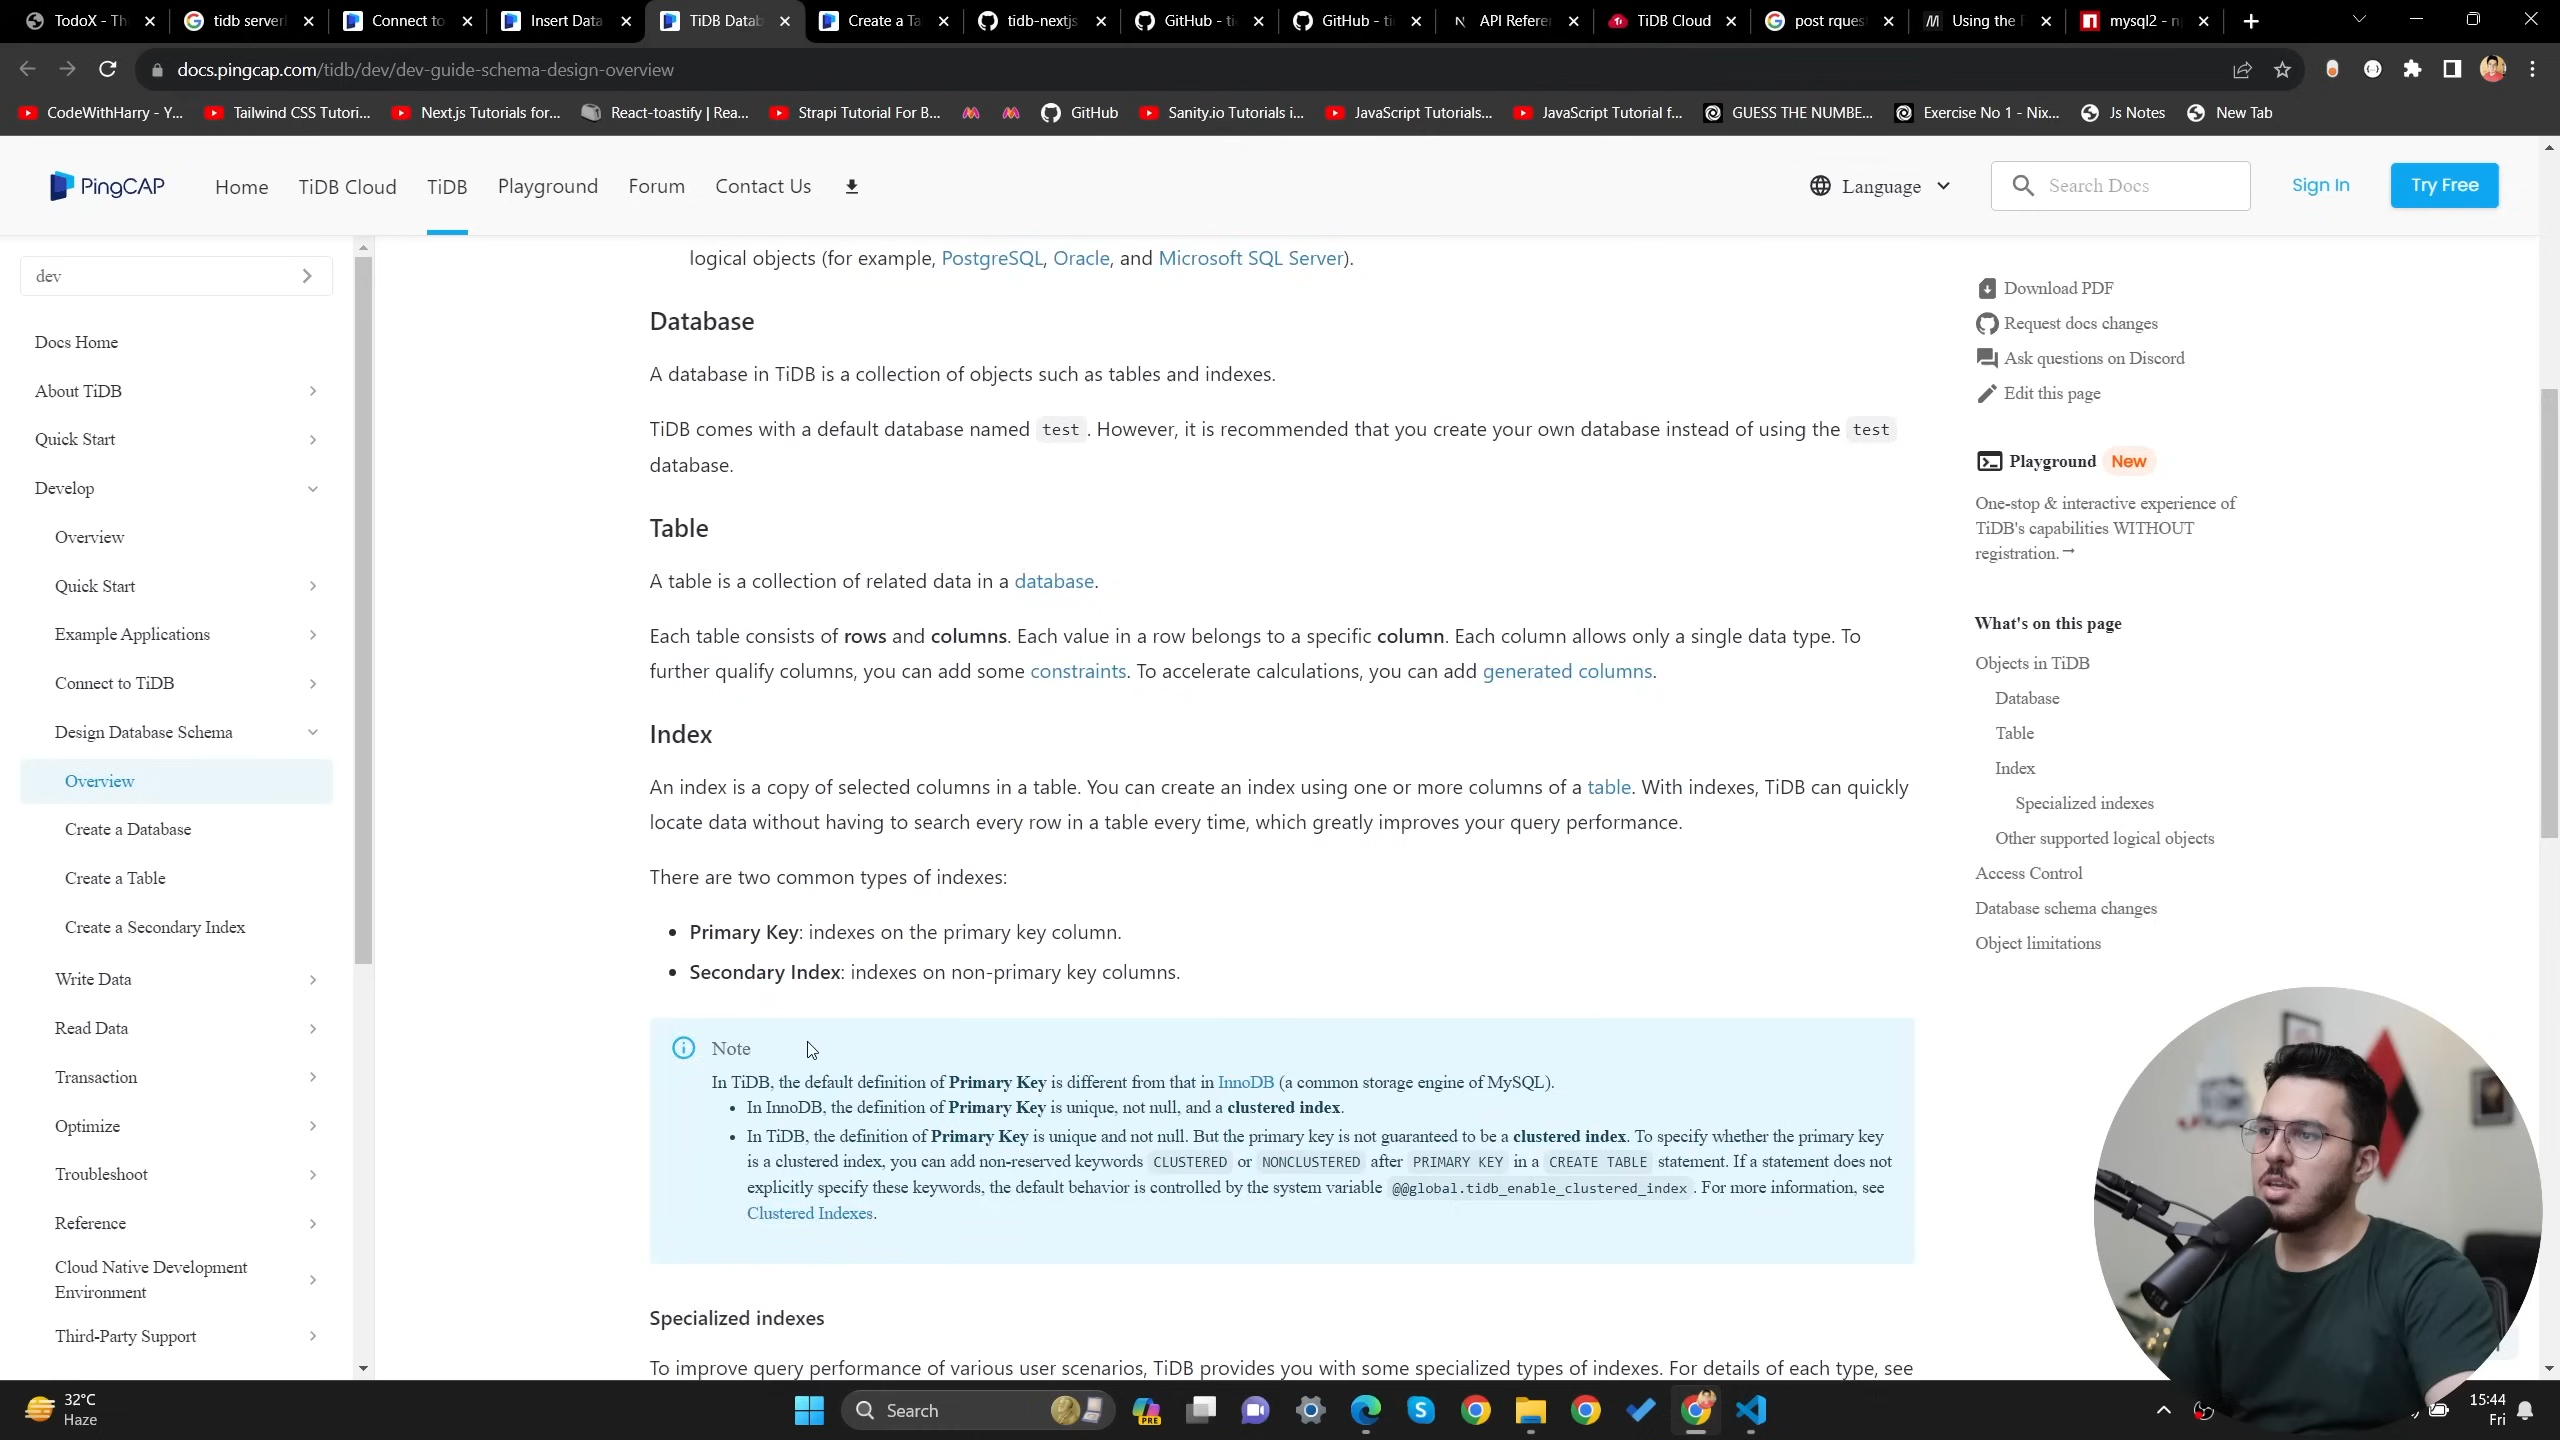 TodoX - Th
tidb server
Connect to
Insert Data
TiDB Datab
Create a Ta
tidb-nextjs
GitHub - ti
GitHub - ti
API Refere
TiDB Cloud
post rques
Using the F
mysql2 - n
docs.pingcap.com/tidb/dev/dev-guide-schema-design-overview
CodeWithHarry - Y...
Tailwind CSS Tutori...
Next.js Tutorials for...
React-toastify | Rea...
Strapi Tutorial For B...
GitHub
Sanity.io Tutorials i...
JavaScript Tutorials...
JavaScript Tutorial f...
GUESS THE NUMBE...
Exercise No 1 - Nix...
Js Notes
New Tab
PingCAP
Home
TiDB Cloud
TiDB
Playground
Forum
Contact Us
Language
Search Docs
Sign In
Try Free
dev
Docs Home
About TiDB
Quick Start
Develop
Overview
Quick Start
Example Applications
Connect to TiDB
Design Database Schema
Overview
Create a Database
Create a Table
Create a Secondary Index
Write Data
Read Data
Transaction
Optimize
Troubleshoot
Reference
Cloud Native Development
Environment
Third-Party Support
logical objects (for example, PostgreSQL, Oracle, and Microsoft SQL Server).
Database
A database in TiDB is a collection of objects such as tables and indexes.
TiDB comes with a default database named test. However, it is recommended that you create your own database instead of using the test
database.
Table
A table is a collection of related data in a database.
Each table consists of rows and columns. Each value in a row belongs to a specific column. Each column allows only a single data type. To
further qualify columns, you can add some constraints. To accelerate calculations, you can add generated columns.
Index
An index is a copy of selected columns in a table. You can create an index using one or more columns of a table. With indexes, TiDB can quickly
locate data without having to search every row in a table every time, which greatly improves your query performance.
There are two common types of indexes:
• Primary Key: indexes on the primary key column.
• Secondary Index: indexes on non-primary key columns.
Note
In TiDB, the default definition of Primary Key is different from that in InnoDB (a common storage engine of MySQL).
• In InnoDB, the definition of Primary Key is unique, not null, and a clustered index.
• In TiDB, the definition of Primary Key is unique and not null. But the primary key is not guaranteed to be a clustered index. To specify whether the primary key
is a clustered index, you can add non-reserved keywords CLUSTERED or NONCLUSTERED after PRIMARY KEY in a CREATE TABLE statement. If a statement does not
explicitly specify these keywords, the default behavior is controlled by the system variable @@global.tidb_enable_clustered_index. For more information, see
Clustered Indexes.
Specialized indexes
To improve query performance of various user scenarios, TiDB provides you with some specialized types of indexes. For details of each type, see
Download PDF
Request docs changes
Ask questions on Discord
Edit this page
Playground New
One-stop & interactive experience of
TiDB's capabilities WITHOUT
registration.
What's on this page
Objects in TiDB
Database
Table
Index
Specialized indexes
Other supported logical objects
Access Control
Database schema changes
Object limitations
32°C
Haze
Search
PRE
15:44
Fri